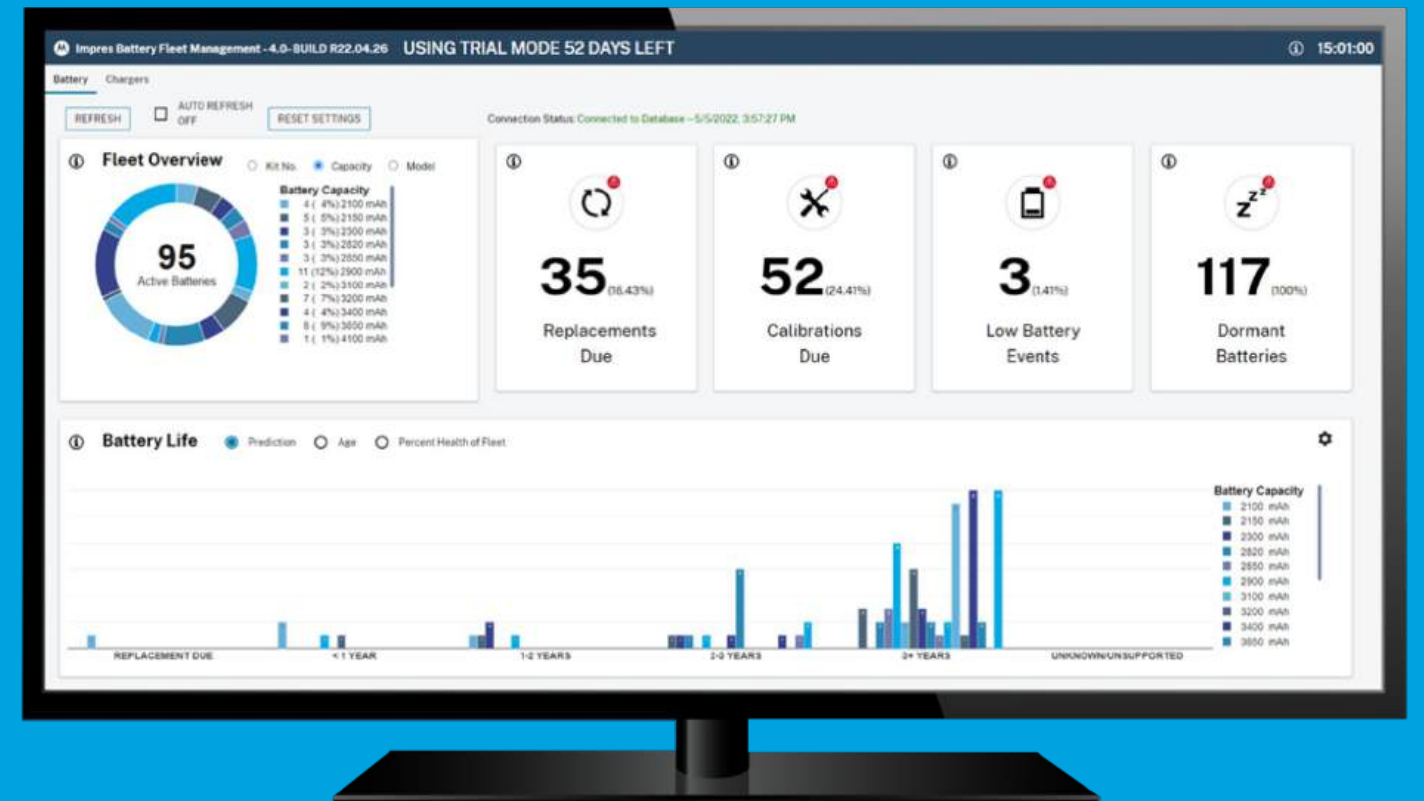 Impres Battery Fleet Management - 4.0- BUILD R22.04.26 USING TRIAL MODE 52 DAYS LEFT 15:01:00
Battery Chargers
REFRESH
AUTO REFRESH
OFF
RESET SETTINGS
Connection Status: Connected to Database -- 5/5/2022, 3:57:27 PM
Fleet Overview
Kit No. Capacity Model
95
Active Batteries
Battery Capacity
4 ( 4%) 2100 mAh
5 ( 5%) 2150 mAh
3 ( 3%) 2300 mAh
3 ( 3%) 2820 mAh
3 ( 3%) 2850 mAh
11 (12%) 2900 mAh
2 ( 2%) 3100 mAh
7 ( 7%) 3200 mAh
4 ( 4%) 3400 mAh
( 9%) 3650 mAh
1 ( 1%) 4100 mAh
35 (16.43%)
Replacements
Due
52 (24.41%)
Calibrations
Due
3 (1.41%)
Low Battery
Events
zzz
117 (100%)
Dormant
Batteries
Battery Life Prediction Age Percent Health of Fleet
Battery Capacity
2100 mAh
2150 mAh
2300 mAh
2820 mAh
2850 mAh
2900 mAh
3100 mAh
3200 mAh
3400 mAh
3650 mAh
REPLACEMENT DUE <1 YEAR 1-2 YEARS 2-3 YEARS 3+ YEARS UNKNOWN/UNSUPPORTED